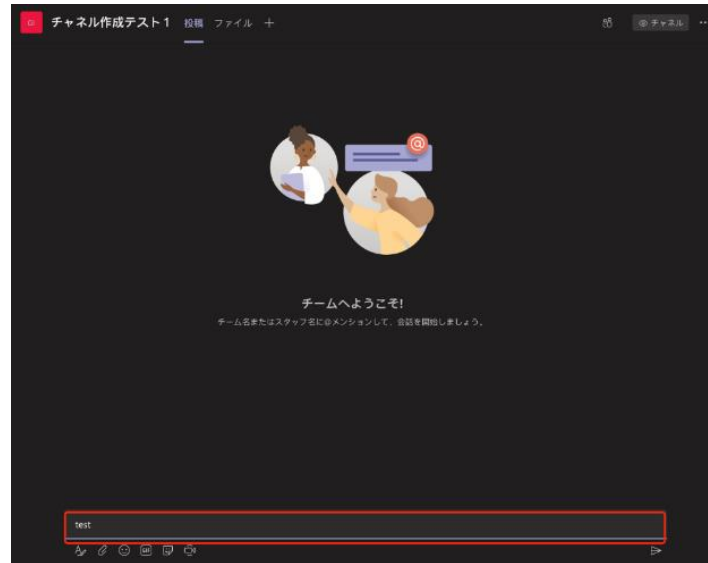 チャネル作成テスト1 投稿 ファイル +
チャネル
@
チームへようこそ!
チーム名またはスタッフ名に@メンションして、会話を開始しましょう。
test
GIF